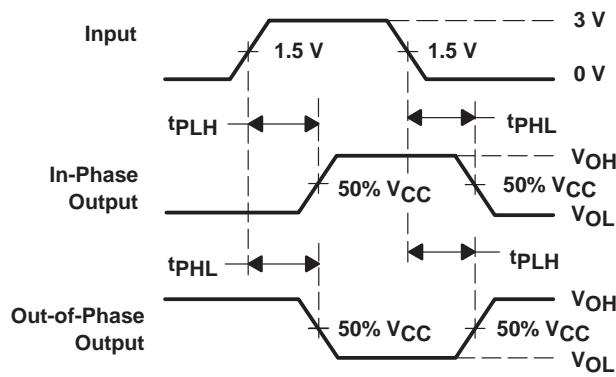 3 V
Input
1.5 V
1.5 V
0 V
tPLH
tPHL
VOH
In-Phase
Output
50% VCC
50% VCC
VOL
tPHL
tPLH
VOH
Out-of-Phase
Output
50% VCC
50% VCC
VOL